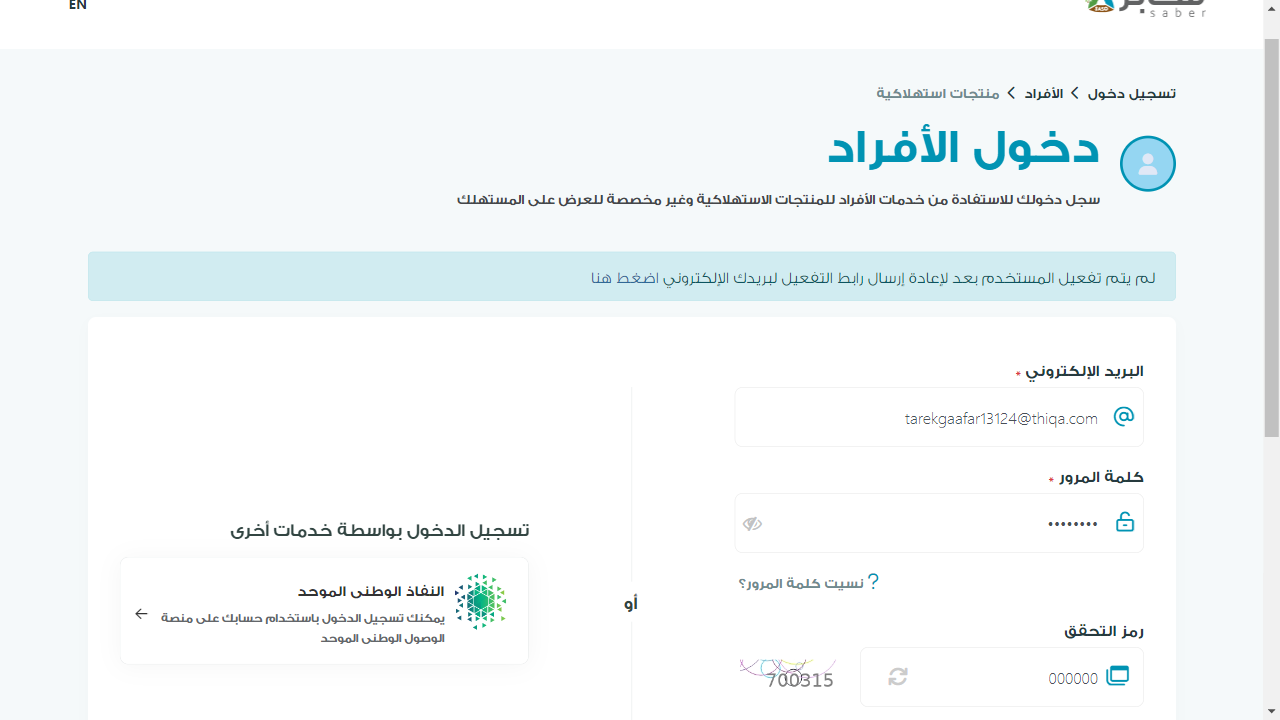 EN
saber
تسجيل دخول > الأفراد > منتجات استهلاكية
دخول الأفراد
سجل دخولك للاستفادة من خدمات الأفراد للمنتجات الاستهلاكية وغير مخصصة للعرض على المستهلك
لم يتم تفعيل المستخدم بعد لإعادة إرسال رابط التفعيل لبريدك الإلكتروني اضغط هنا
البريد الإلكتروني *
tarekgaafar13124@thiqa.com
كلمة المرور *
••••••••
نسيت كلمة المرور؟
رمز التحقق
000000
700315
أو
تسجيل الدخول بواسطة خدمات أخرى
النفاذ الوطني الموحد
يمكنك تسجيل الدخول باستخدام حسابك على منصة
الوصول الوطني الموحد